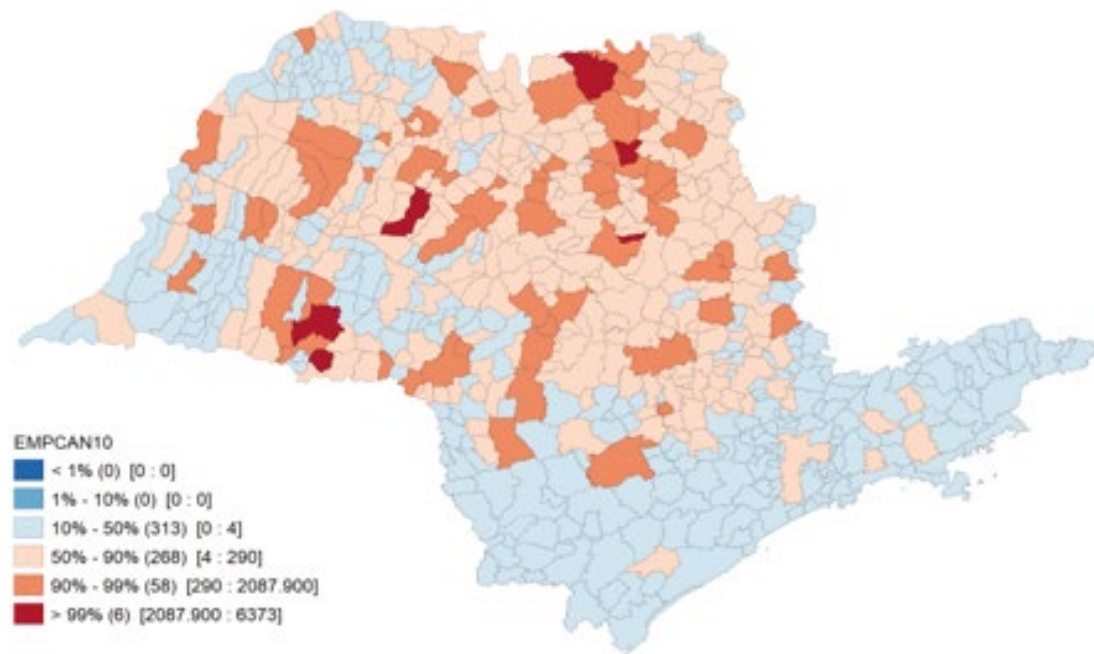 EMPCAN10
< 1% (0) [0 : 0]
1% - 10% (0) [0 : 0]
10% - 50% (313) [0 : 4]
50% - 90% (268) [4 : 290]
90% - 99% (58) [290 : 2087.900]
> 99% (6) [2087.900 : 6373]